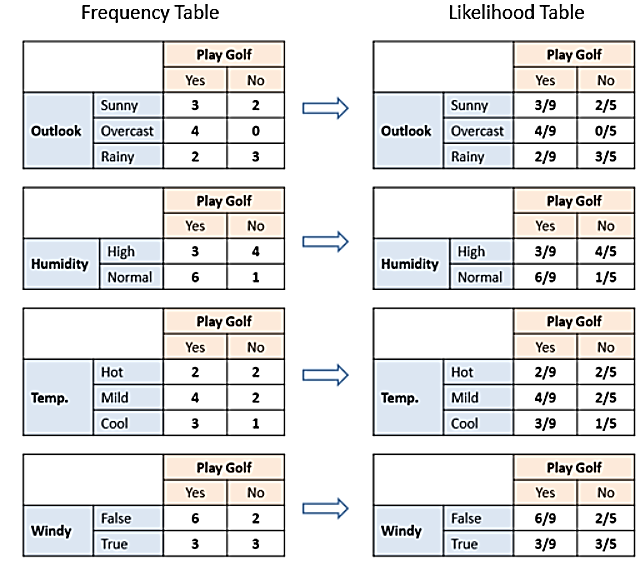 Frequency Table Likelihood Table
Play Golf Play Golf
Yes No Yes No
Outlook Sunny 3 2 Outlook Sunny 3/9 2/5
Overcast 4 0 Overcast 4/9 0/5
Rainy 2 3 Rainy 2/9 3/5
Play Golf Play Golf
Yes No Yes No
Humidity High 3 4 Humidity High 3/9 4/5
Normal 6 1 Normal 6/9 1/5
Play Golf Play Golf
Yes No Yes No
Temp. Hot 2 2 Temp. Hot 2/9 2/5
Mild 4 2 Mild 4/9 2/5
Cool 3 1 Cool 3/9 1/5
Play Golf Play Golf
Yes No Yes No
Windy False 6 2 Windy False 6/9 2/5
True 3 3 True 3/9 3/5